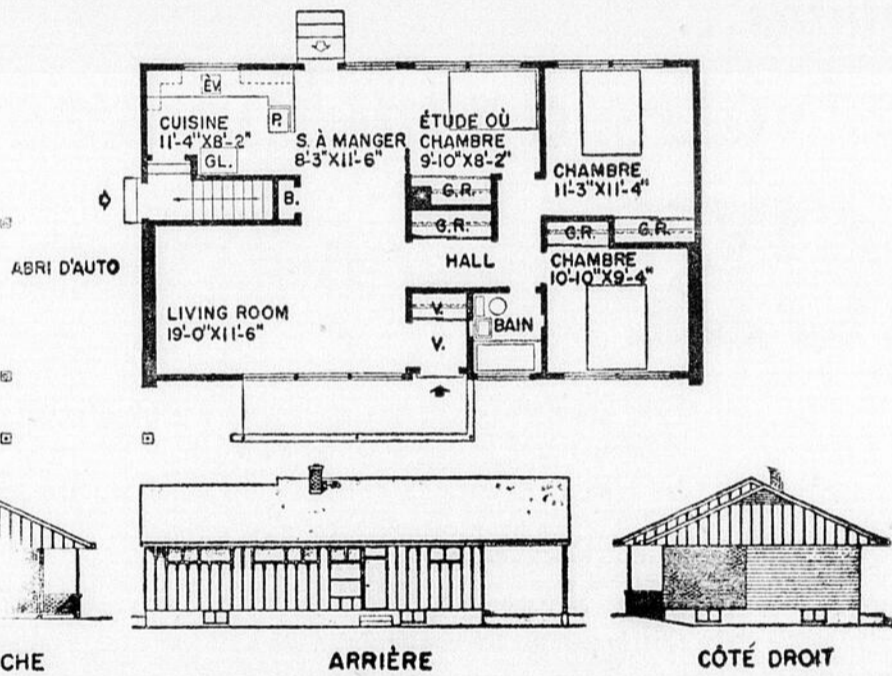 ÉV.
CUISINE
11'-4"X8'-2"
P.
GL.
S. À MANGER
8'-3"X11'-6"
ÉTUDE OÙ
CHAMBRE
9'-10"X8'-2"
CHAMBRE
11'-3"X11'-4"
B.
G.R.
G.R.
G.R.
G.R.
HALL
CHAMBRE
10'-10"X9'-4"
ABRI D'AUTO
LIVING ROOM
19'-0"X11'-6"
V.
V.
BAIN
CHE
ARRIÈRE
CÔTÉ DROIT